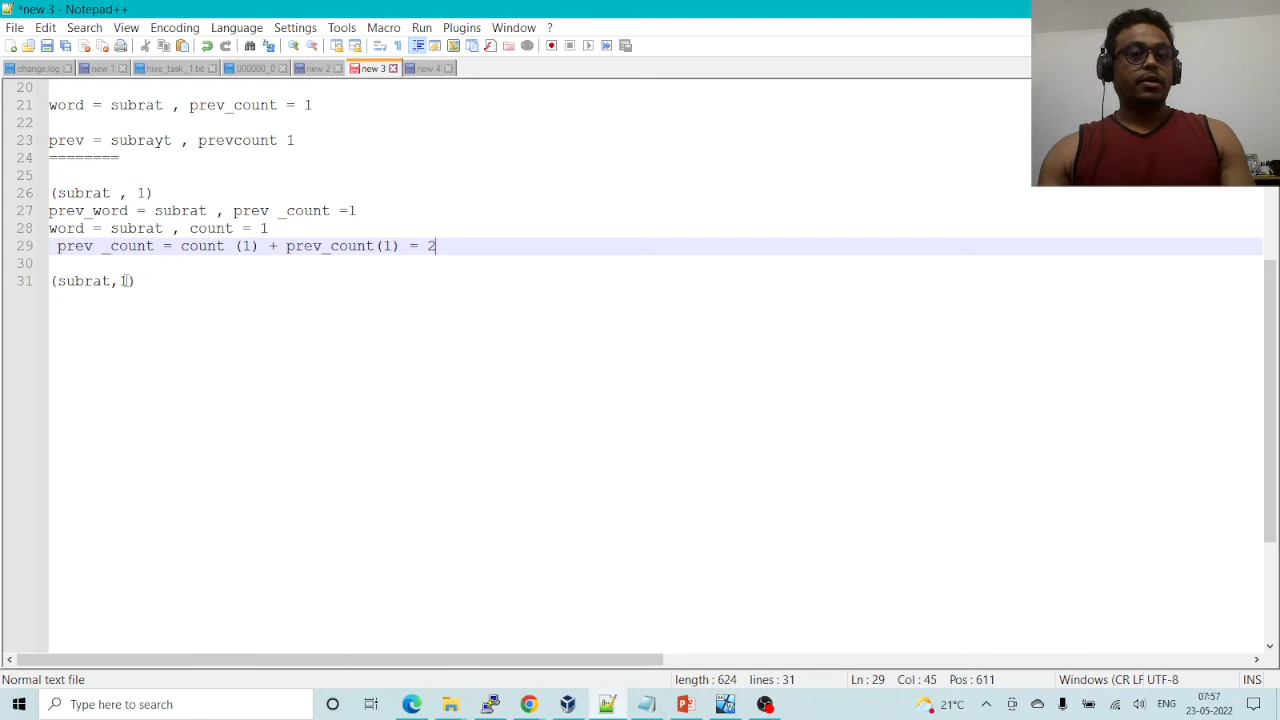 *new 3 - Notepad++
File Edit Search View Encoding Language Settings Tools Macro Run Plugins Window ?
change.log new 1 hive_task_1.txt 000000_0 new 2 new 3 new 4
20
21 word = subrat , prev_count = 1
22
23 prev = subrayt , prevcount 1
24 ========
25
26 (subrat , 1)
27 prev_word = subrat , prev _count =1
28 word = subrat , count = 1
29 prev _count = count (1) + prev_count(1) = 2
30
31 (subrat,1)
Normal text file length : 624 lines : 31 Ln : 29 Col : 45 Pos : 611 Windows (CR LF UTF-8 INS
Type here to search 21°C ENG 07:57
23-05-2022